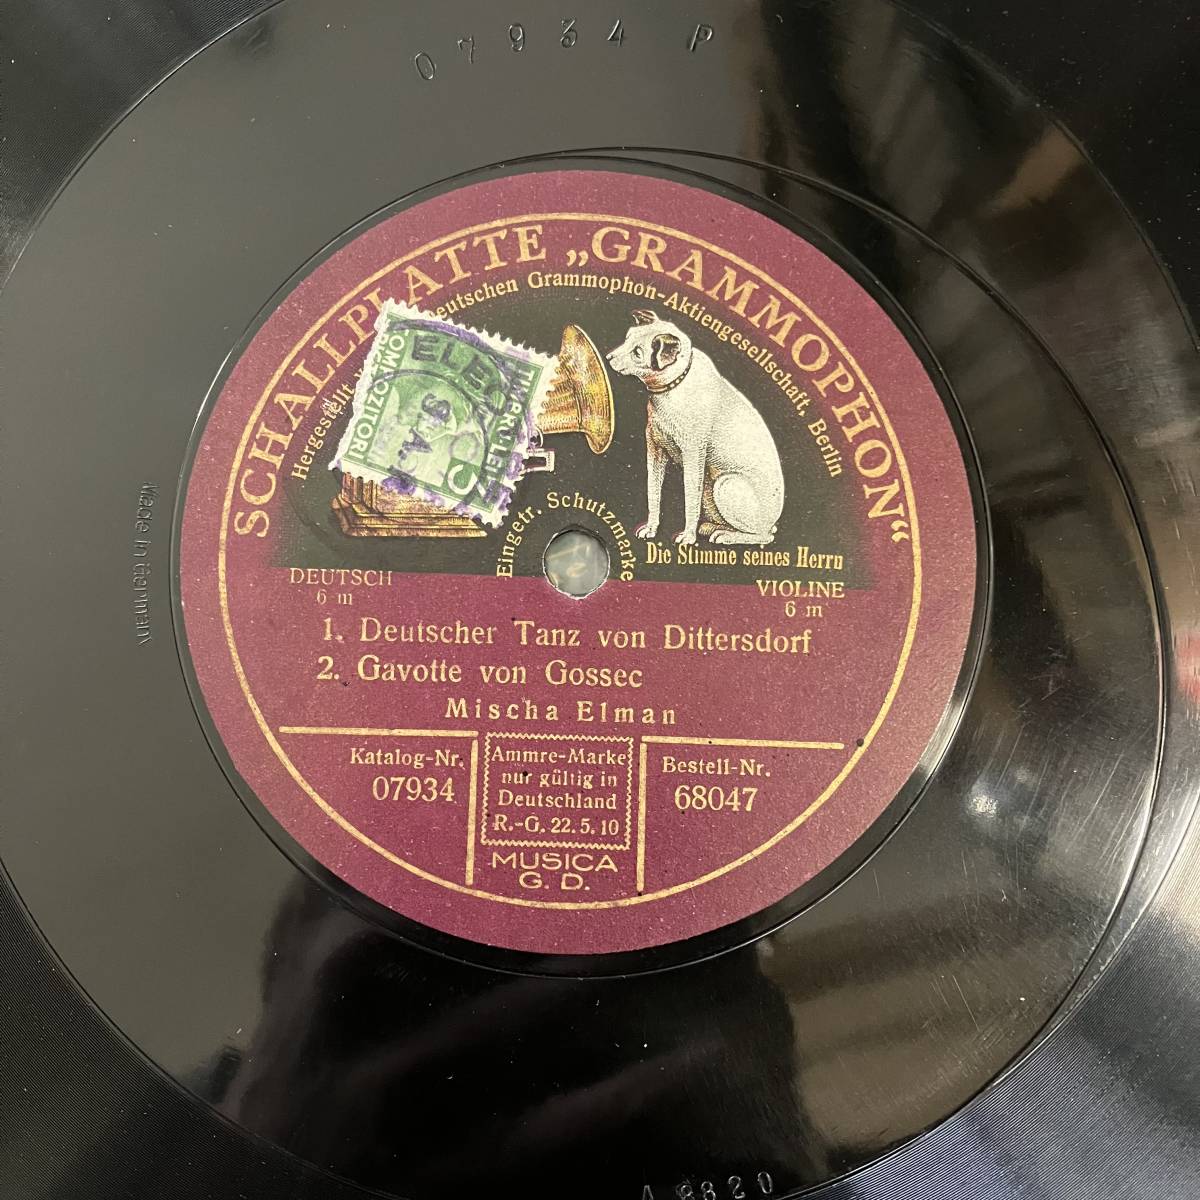 07934 P
SCHALLPLATTE „GRAMMOPHON“
Hergestellt Deutschen Grammophon-Aktiengesellschaft, Berlin
Eingetr. Schutzmarke
Die Stimme seines Herrn
DEUTSCH
6 m
VIOLINE
6 m
1. Deutscher Tanz von Dittersdorf
2. Gavotte von Gossec
Mischa Elman
Katalog-Nr.
07934
Ammre-Marke
nur gültig in
Deutschland
R.-G. 22.5.10
MUSICA
G. D.
Bestell-Nr.
68047
Made in Germany
8820